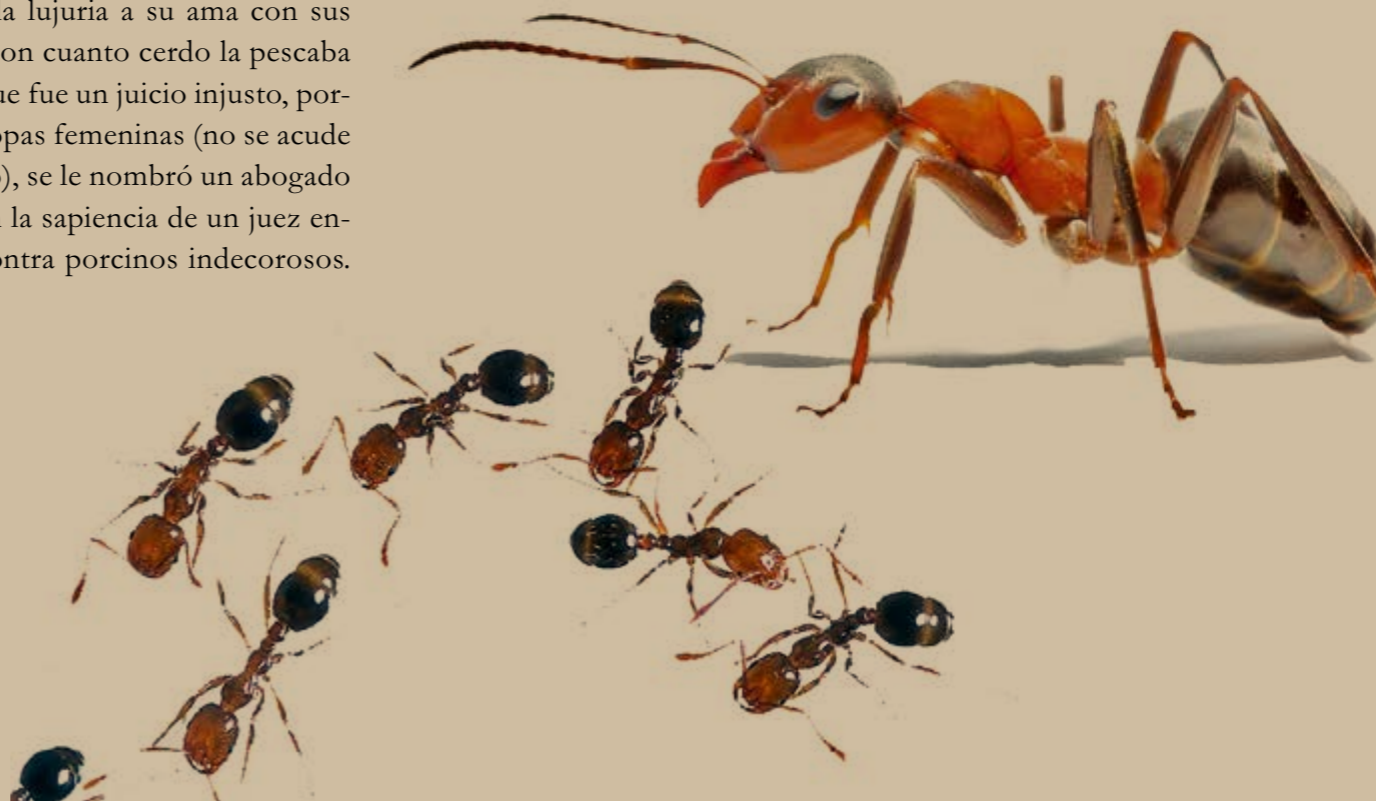 la lujuria a su ama con sus
on cuanto cerdo la pescaba
ue fue un juicio injusto, por-
opas femeninas (no se acude
), se le nombró un abogado
la sapiencia de un juez en-
ontra porcinos indecorosos.